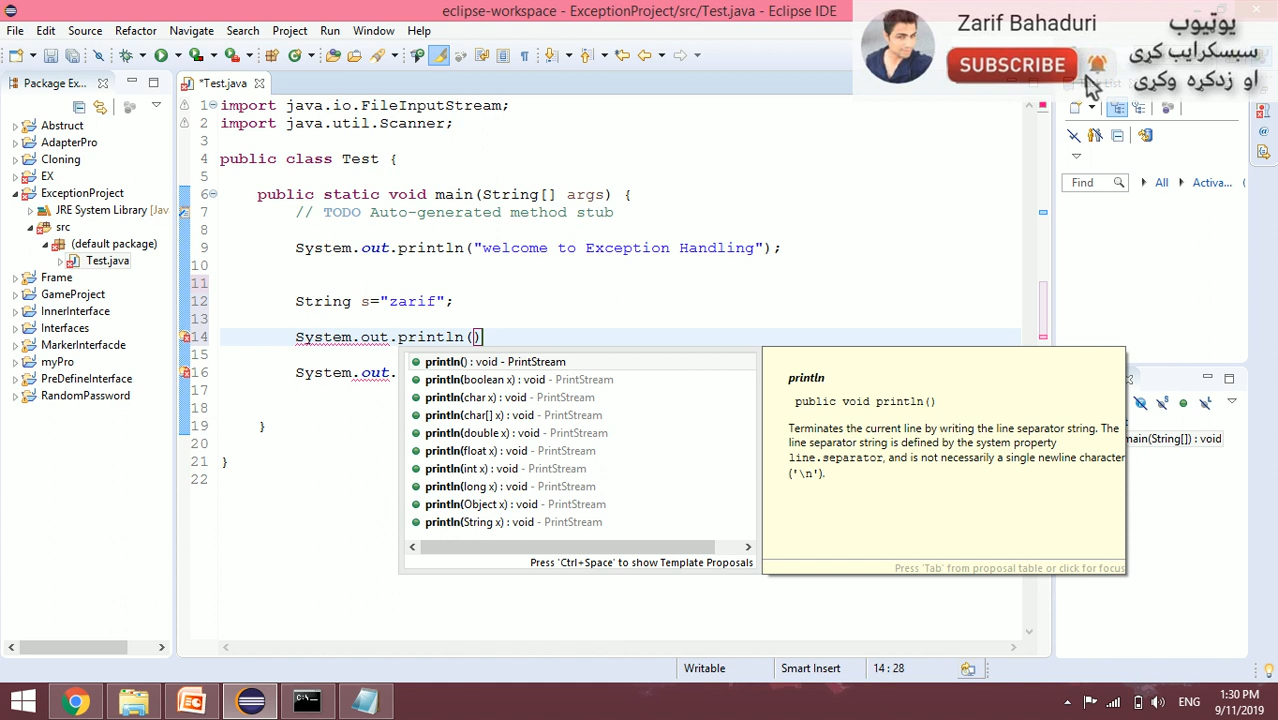 eclipse-workspace - ExceptionProject/src/Test.java - Eclipse IDE
File Edit Source Refactor Navigate Search Project Run Window Help
Zarif Bahaduri
SUBSCRIBE
یوټیوب
سبسکرایب کړی
او زدکړه وکړی
Package Ex...
*Test.java
1 import java.io.FileInputStream;
2 import java.util.Scanner;
3
4 public class Test {
5
6 public static void main(String[] args) {
7 // TODO Auto-generated method stub
8
9 System.out.println("welcome to Exception Handling");
10
11
12 String s="zarif";
13
14 System.out.println()
15
16 System.out.
17
18
19 }
20
21 }
22
Abstruct
AdapterPro
Cloning
EX
ExceptionProject
JRE System Library [Jav
src
(default package)
Test.java
Frame
GameProject
InnerInterface
Interfaces
MarkerInterfacde
myPro
PreDefineInterface
RandomPassword
println() : void - PrintStream
println(boolean x) : void - PrintStream
println(char x) : void - PrintStream
println(char[] x) : void - PrintStream
println(double x) : void - PrintStream
println(float x) : void - PrintStream
println(int x) : void - PrintStream
println(long x) : void - PrintStream
println(Object x) : void - PrintStream
println(String x) : void - PrintStream
Press 'Ctrl+Space' to show Template Proposals
println
public void println()
Terminates the current line by writing the line separator string. The
line separator string is defined by the system property
line.separator, and is not necessarily a single newline character
('\n').
Press 'Tab' from proposal table or click for focus
Find All Activa...
main(String[]) : void
Writable Smart Insert 14 : 28
ENG
1:30 PM
9/11/2019